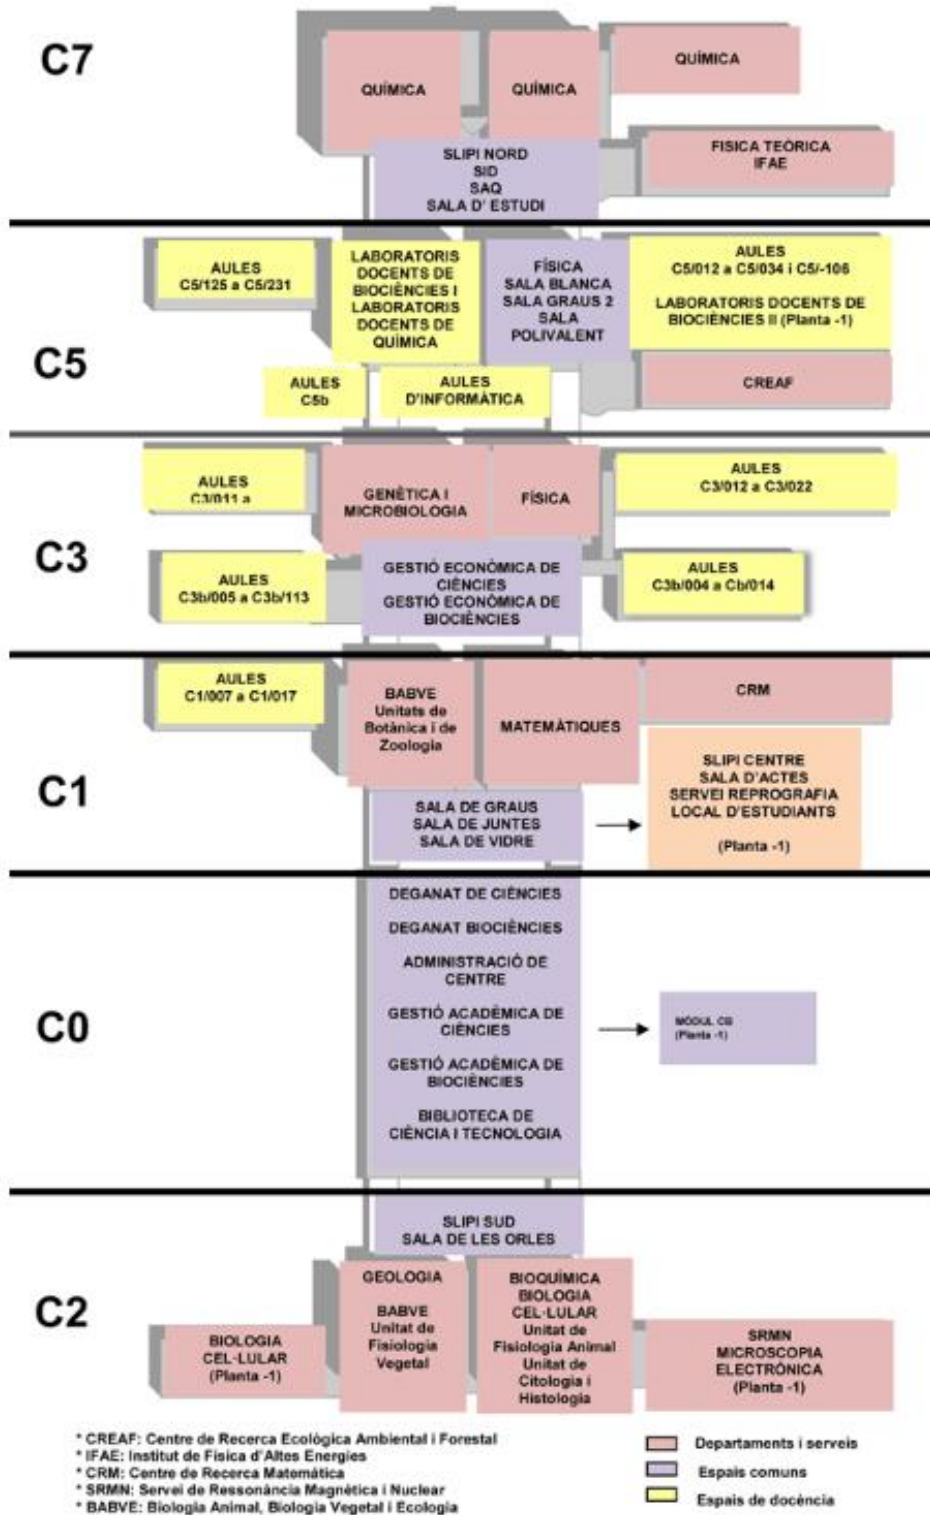 C7
QUÍMICA
QUÍMICA
QUÍMICA
SLIPI NORD
SID
SAQ
SALA D' ESTUDI
FISICA TEÒRICA
IFAE
C5
AULES
C5/125 a C5/231
LABORATORIS
DOCENTS DE
BIOCIÈNCIES I
LABORATORIS
DOCENTS DE
QUÍMICA
FÍSICA
SALA BLANCA
SALA GRAUS 2
SALA
POLIVALENT
AULES
C5/012 a C5/034 i C5/-106
LABORATORIS DOCENTS DE
BIOCIÈNCIES II (Planta -1)
AULES
C5b
AULES
D'INFORMÀTICA
CREAF
C3
AULES
C3/011 a
GENÈTICA I
MICROBIOLOGIA
FÍSICA
AULES
C3/012 a C3/022
AULES
C3b/005 a C3b/113
GESTIÓ ECONÒMICA DE
CIÈNCIES
GESTIÓ ECONÒMICA DE
BIOCIÈNCIES
AULES
C3b/004 a Cb/014
C1
AULES
C1/007 a C1/017
BABVE
Unitats de
Botànica i de
Zoologia
MATEMÀTIQUES
CRM
SALA DE GRAUS
SALA DE JUNTES
SALA DE VIDRE
SLIPI CENTRE
SALA D'ACTES
SERVEI REPROGRAFIA
LOCAL D'ESTUDIANTS
(Planta -1)
C0
DEGANAT DE CIÈNCIES
DEGANAT BIOCIÈNCIES
ADMINISTRACIÓ DE
CENTRE
GESTIÓ ACADÈMICA DE
CIÈNCIES
GESTIÓ ACADÈMICA DE
BIOCIÈNCIES
BIBLIOTECA DE
CIÈNCIA I TECNOLOGIA
MÒDUL CB
(Planta -1)
C2
SLIPI SUD
SALA DE LES ORLES
BIOLOGIA
CEL·LULAR
(Planta -1)
GEOLOGIA
BABVE
Unitat de
Fisiologia
Vegetal
BIOQUÍMICA
BIOLOGIA
CEL·LULAR
Unitat de
Fisiologia Animal
Unitat de
Citologia i
Histologia
SRMN
MICROSCOPIA
ELECTRÒNICA
(Planta -1)
* CREAF: Centre de Recerca Ecològica Ambiental i Forestal
* IFAE: Institut de Física d'Altes Energies
* CRM: Centre de Recerca Matemàtica
* SRMN: Servei de Ressonància Magnètica i Nuclear
* BABVE: Biologia Animal, Biologia Vegetal i Ecologia
Departaments i serveis
Espais comuns
Espais de docència